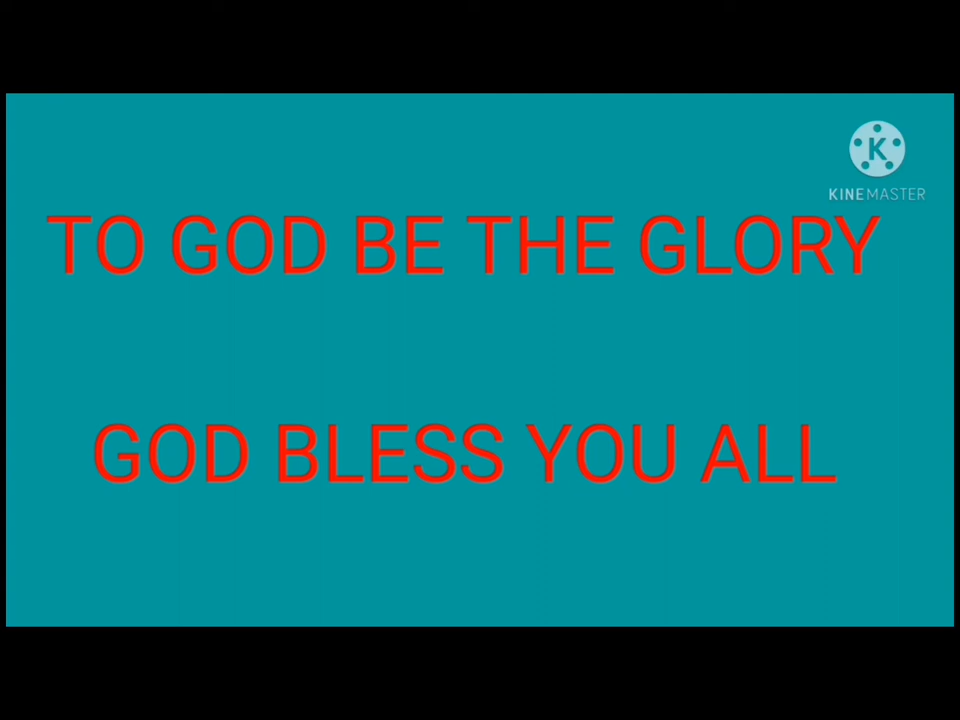 K
KINEMASTER
TO GOD BE THE GLORY
GOD BLESS YOU ALL